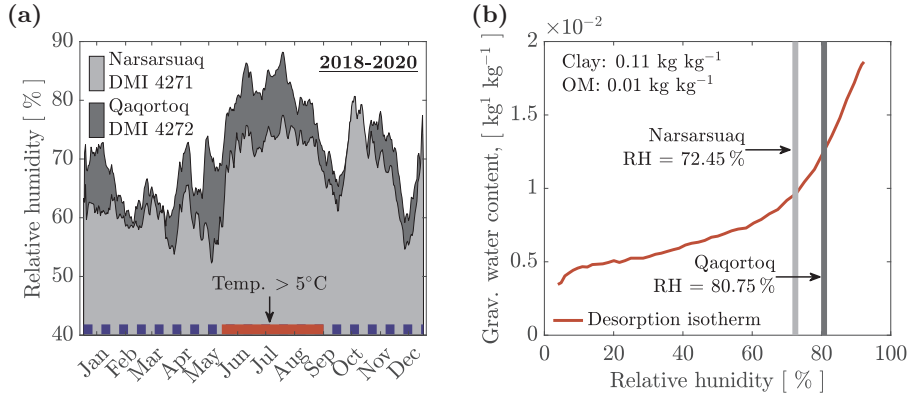 (a)
Relative humidity [ % ]
90
80
70
60
50
40
Narsarsuaq
DMI 4271
Qaqortoq
DMI 4272
2018-2020
Temp. > 5°C
Jan
Feb
Mar
Apr
May
Jun
Jul
Aug
Sep
Oct
Nov
Dec
(b)
Grav. water content, [ kg¹ kg⁻¹ ]
×10⁻²
2
1.5
1
0.5
0
Clay: 0.11 kg kg⁻¹
OM: 0.01 kg kg⁻¹
Narsarsuaq
RH = 72.45 %
Qaqortoq
RH = 80.75 %
Desorption isotherm
0 20 40 60 80 100
Relative hunidity [ % ]